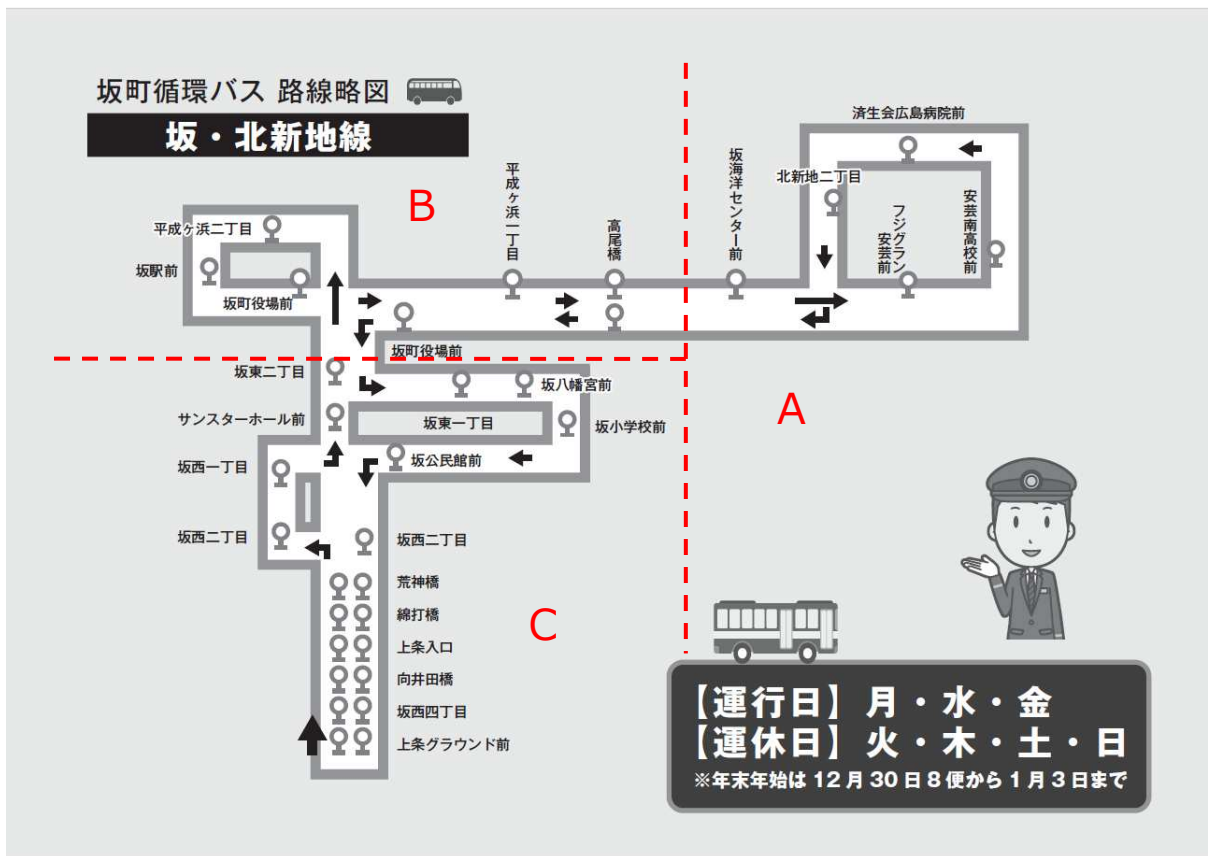 坂町循環バス 路線略図
坂・北新地線
済生会広島病院前
北新地二丁目
坂海洋センター前
フジグラン
安芸前
安芸南高校前
平成ヶ浜一丁目
高尾橋
B
平成ヶ浜二丁目
坂駅前
坂町役場前
坂町役場前
坂東二丁目
坂八幡宮前
A
サンスターホール前
坂東一丁目
坂小学校前
坂西一丁目
坂公民館前
坂西二丁目
坂西二丁目
荒神橋
綿打橋
C
上条入口
向井田橋
坂西四丁目
上条グラウンド前
【運行日】月・水・金
【運休日】火・木・土・日
※年末年始は12月30日8便から1月3日まで